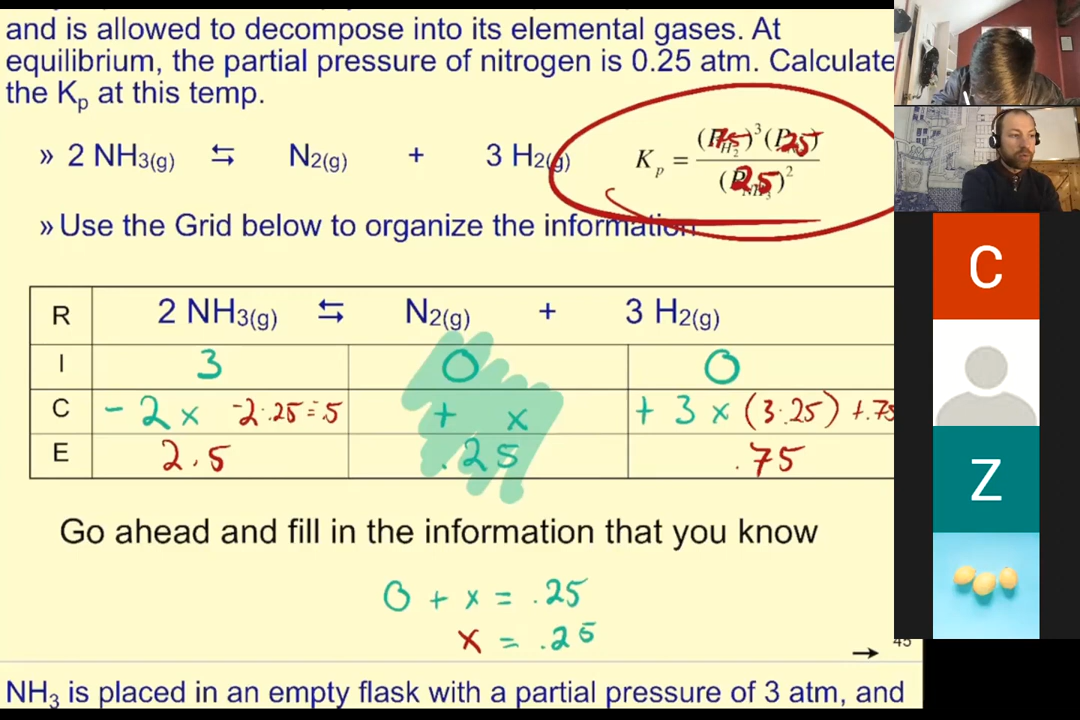 and is allowed to decompose into its elemental gases. At
equilibrium, the partial pressure of nitrogen is 0.25 atm. Calculate
the Kp at this temp.
» 2 NH3(g) ⇆ N2(g) + 3 H2(g)
Kp = (.75)^3 (.25) / (2.5)^2
» Use the Grid below to organize the information
R 2 NH3(g) ⇆ N2(g) + 3 H2(g)
I 3 0 0
C - 2x -2·.25=.5 + x + 3x (3·.25) +.75
E 2.5 .25 .75
Go ahead and fill in the information that you know
0 + x = .25
x = .25
45
→
NH3 is placed in an empty flask with a partial pressure of 3 atm, and
C
Z